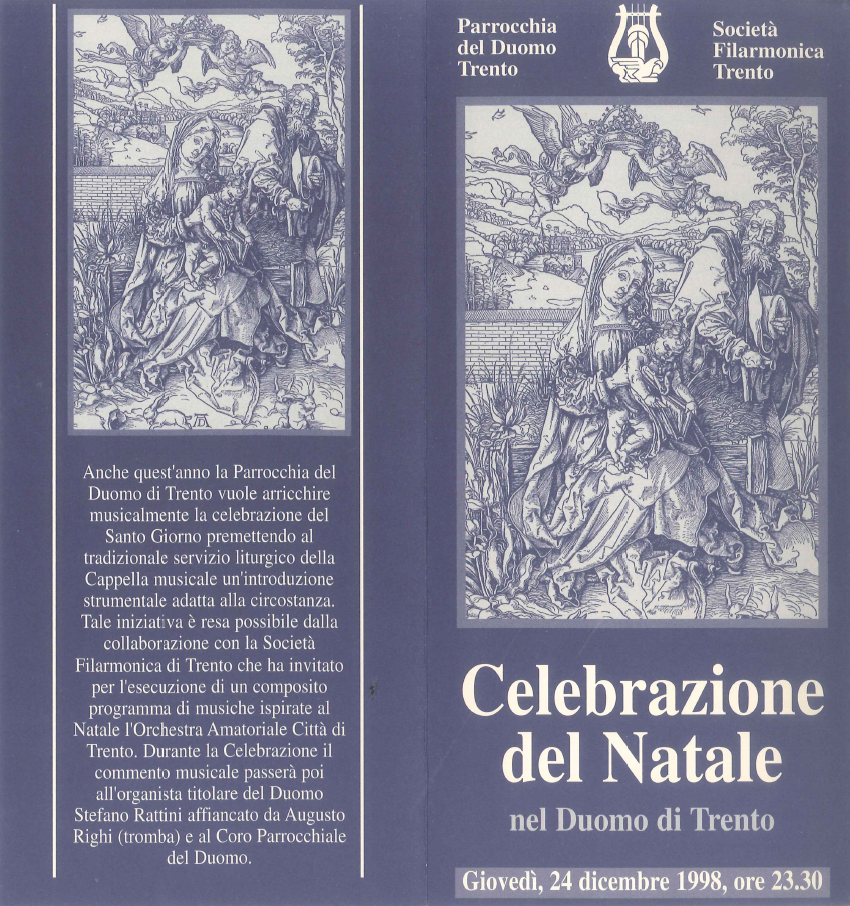 Anche quest'anno la Parrocchia del
Duomo di Trento vuole arricchire
musicalmente la celebrazione del
Santo Giorno premettendo al
tradizionale servizio liturgico della
Cappella musicale un'introduzione
strumentale adatta alla circostanza.
Tale iniziativa è resa possibile dalla
collaborazione con la Società
Filarmonica di Trento che ha invitato
per l'esecuzione di un composito
programma di musiche ispirate al
Natale l'Orchestra Amatoriale Città di
Trento. Durante la Celebrazione il
commento musicale passerà poi
all'organista titolare del Duomo
Stefano Rattini affiancato da Augusto
Righi (tromba) e al Coro Parrocchiale
del Duomo.
Parrocchia
del Duomo
Trento
Società
Filarmonica
Trento
Celebrazione
del Natale
nel Duomo di Trento
Giovedì, 24 dicembre 1998, ore 23.30